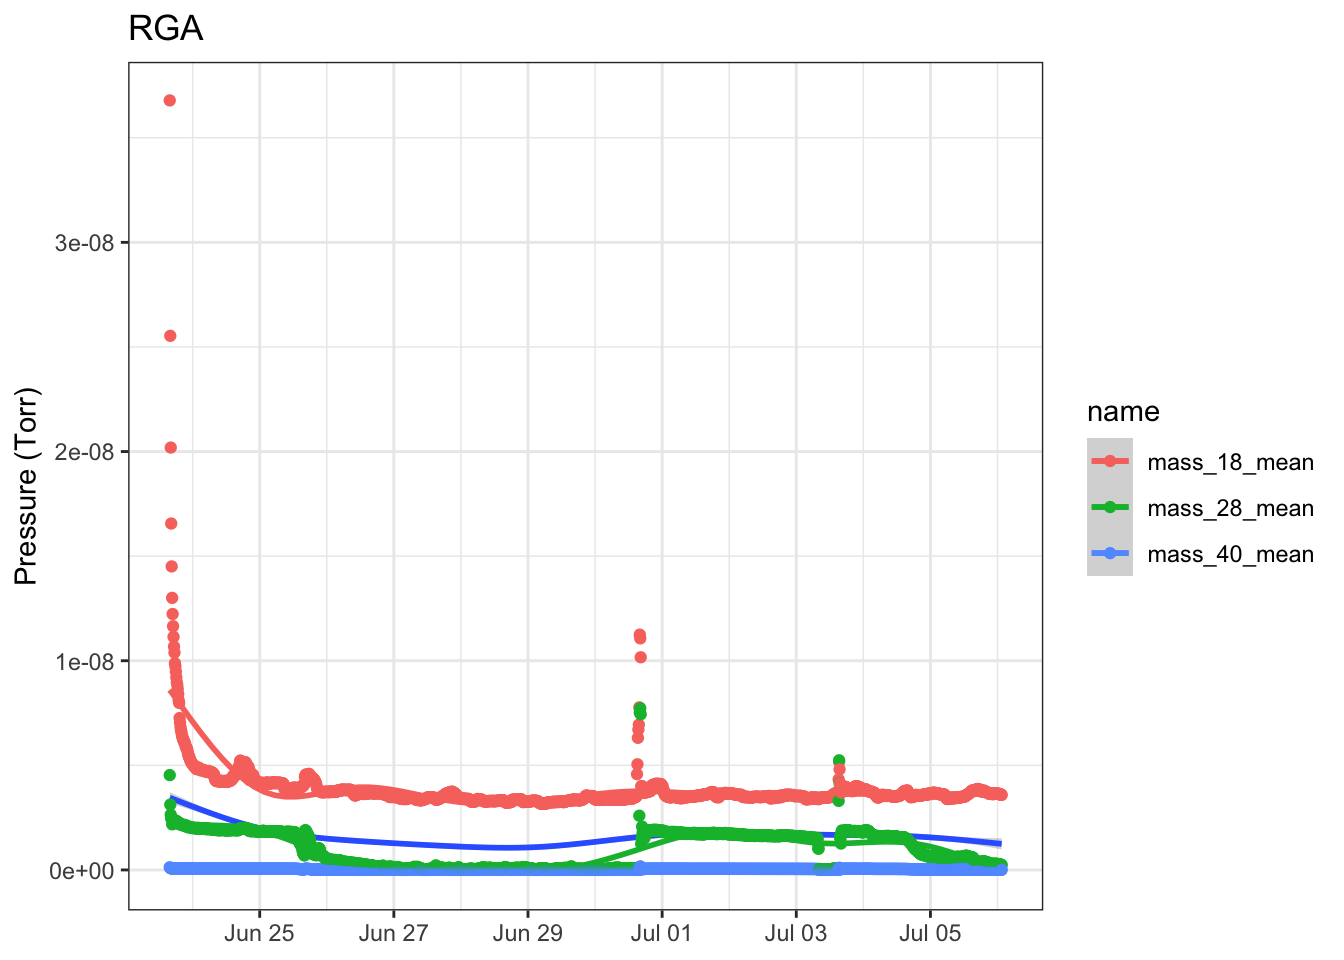 RGA
Pressure (Torr)
3e-08
2e-08
1e-08
0e+00
Jun 25
Jun 27
Jun 29
Jul 01
Jul 03
Jul 05
name
mass_18_mean
mass_28_mean
mass_40_mean